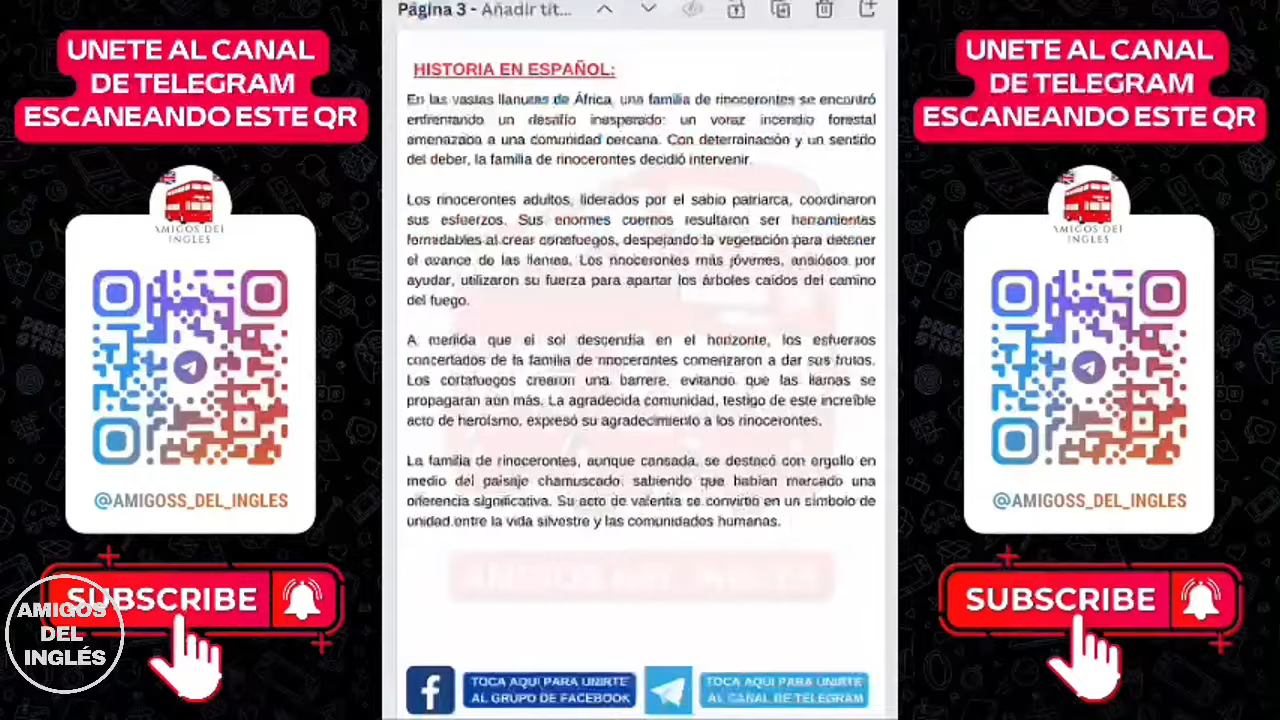 UNETE AL CANAL
DE TELEGRAM
ESCANEANDO ESTE QR
AMIGOS DEL
INGLES
@AMIGOSS_DEL_INGLES
SUBSCRIBE
AMIGOS
DEL
INGLÉS
Página 3 - Añadir tít...
HISTORIA EN ESPAÑOL:
En las vastas llanuras de África, una familia de rinocerontes se encontró
enfrentando un desafío inesperado: un voraz incendio forestal
amenazaba a una comunidad cercana. Con determinación y un sentido
del deber, la familia de rinocerontes decidió intervenir.
Los rinocerontes adultos, liderados por el sabio patriarca, coordinaron
sus esfuerzos. Sus enormes cuernos resultaron ser herramientas
formidables al crear cortafuegos, despejando la vegetación para detener
el avance de las llamas. Los rinocerontes más jóvenes, ansiosos por
ayudar, utilizaron su fuerza para apartar los árboles caídos del camino
del fuego.
A medida que el sol descendía en el horizonte, los esfuerzos
concertados de la familia de rinocerontes comenzaron a dar sus frutos.
Los cortafuegos crearon una barrera, evitando que las llamas se
propagaran aún más. La agradecida comunidad, testigo de este increíble
acto de heroísmo, expresó su agradecimiento a los rinocerontes.
La familia de rinocerontes, aunque cansada, se destacó con orgullo en
medio del paisaje chamuscado, sabiendo que habían marcado una
diferencia significativa. Su acto de valentía se convirtió en un símbolo de
unidad entre la vida silvestre y las comunidades humanas.
TOCA AQUI PARA UNIRTE
AL GRUPO DE FACEBOOK
TOCA AQUI PARA UNIRTE
AL CANAL DE TELEGRAM
UNETE AL CANAL
DE TELEGRAM
ESCANEANDO ESTE QR
AMIGOS DEL
INGLES
@AMIGOSS_DEL_INGLES
SUBSCRIBE